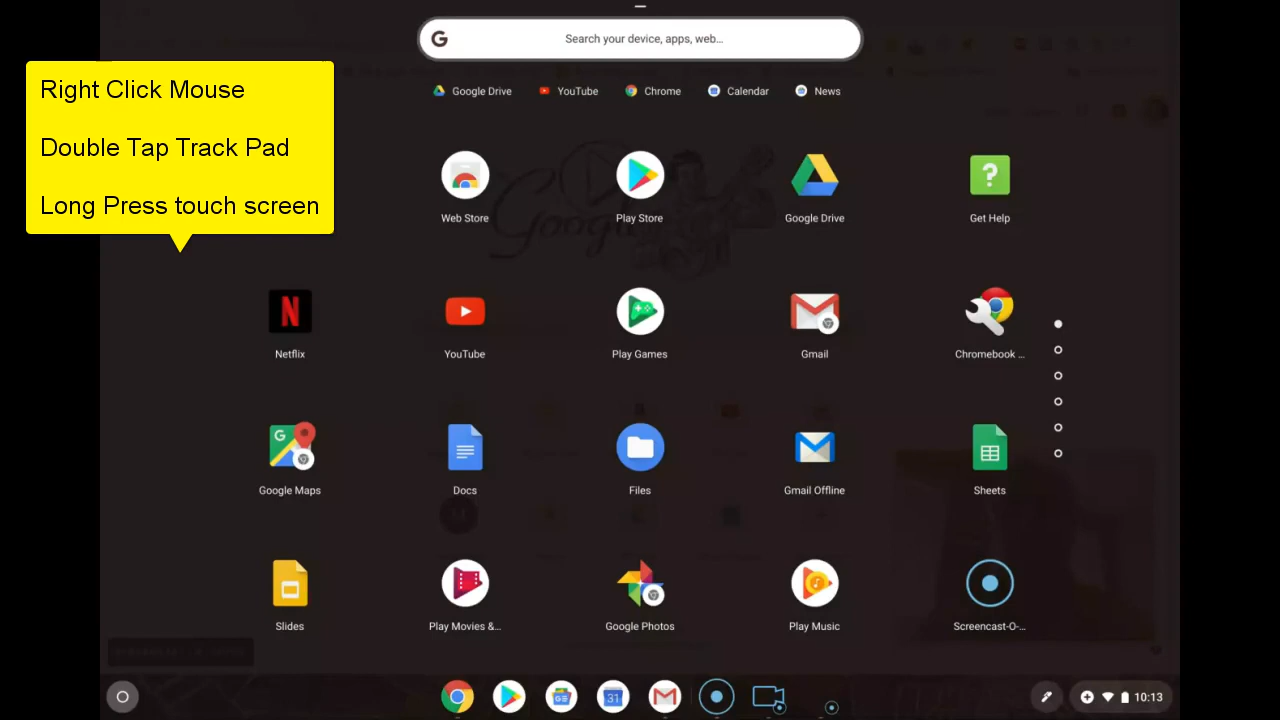 Search your device, apps, web...
Right Click Mouse
Double Tap Track Pad
Long Press touch screen
Google Drive
YouTube
Chrome
Calendar
News
Web Store
Play Store
Google Drive
Get Help
Netflix
YouTube
Play Games
Gmail
Chromebook ...
Google Maps
Docs
Files
Gmail Offline
Sheets
Slides
Play Movies &...
Google Photos
Play Music
Screencast-O-...
31
10:13